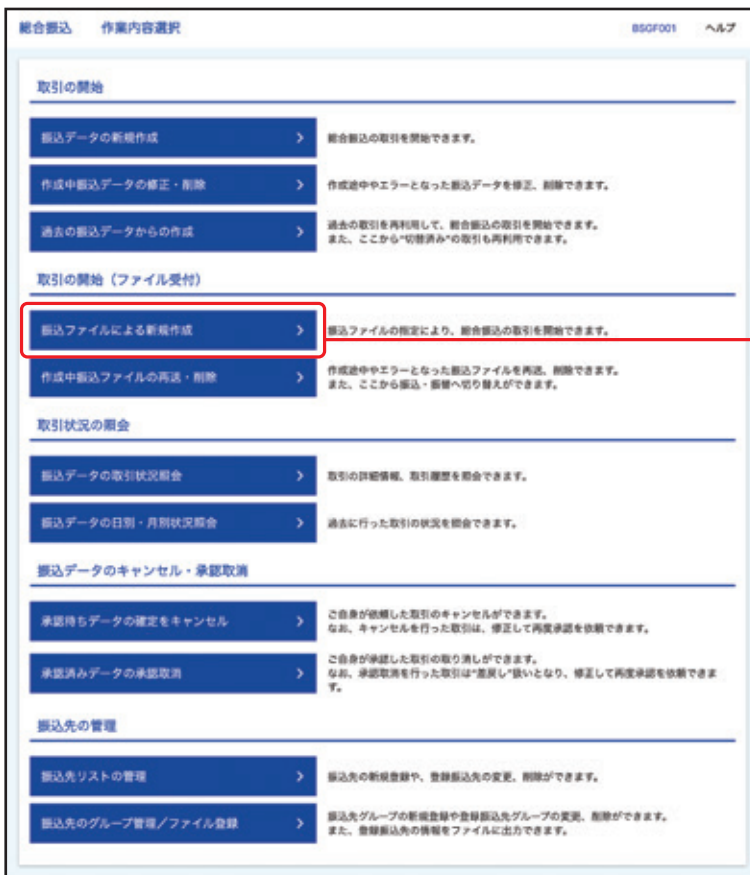 総合振込 作業内容選択 BSGF001 ヘルプ
取引の開始
振込データの新規作成
総合振込の取引を開始できます。
作成中振込データの修正・削除
作成途中やエラーとなった振込データを修正、削除できます。
過去の振込データからの作成
過去の取引を再利用して、総合振込の取引を開始できます。
また、ここから“切替済み”の取引も再利用できます。
取引の開始（ファイル受付）
振込ファイルによる新規作成
振込ファイルの指定により、総合振込の取引を開始できます。
作成中振込ファイルの再送・削除
作成途中やエラーとなった振込ファイルを再送、削除できます。
また、ここから振込・振替へ切り替えができます。
取引状況の照会
振込データの取引状況照会
取引の詳細情報、取引履歴を照会できます。
振込データの日別・月別状況照会
過去に行った取引の状況を照会できます。
振込データのキャンセル・承認取消
承認待ちデータの確定をキャンセル
ご自身が依頼した取引のキャンセルができます。
なお、キャンセルを行った取引は、修正して再度承認を依頼できます。
承認済みデータの承認取消
ご自身が承認した取引の取り消しができます。
なお、承認取消を行った取引は“差戻し”扱いとなり、修正して再度承認を依頼できま
す。
振込先の管理
振込先リストの管理
振込先の新規登録や、登録振込先の変更、削除ができます。
振込先のグループ管理／ファイル登録
振込先グループの新規登録や登録振込先グループの変更、削除ができます。
また、登録振込先の情報をファイルに出力できます。